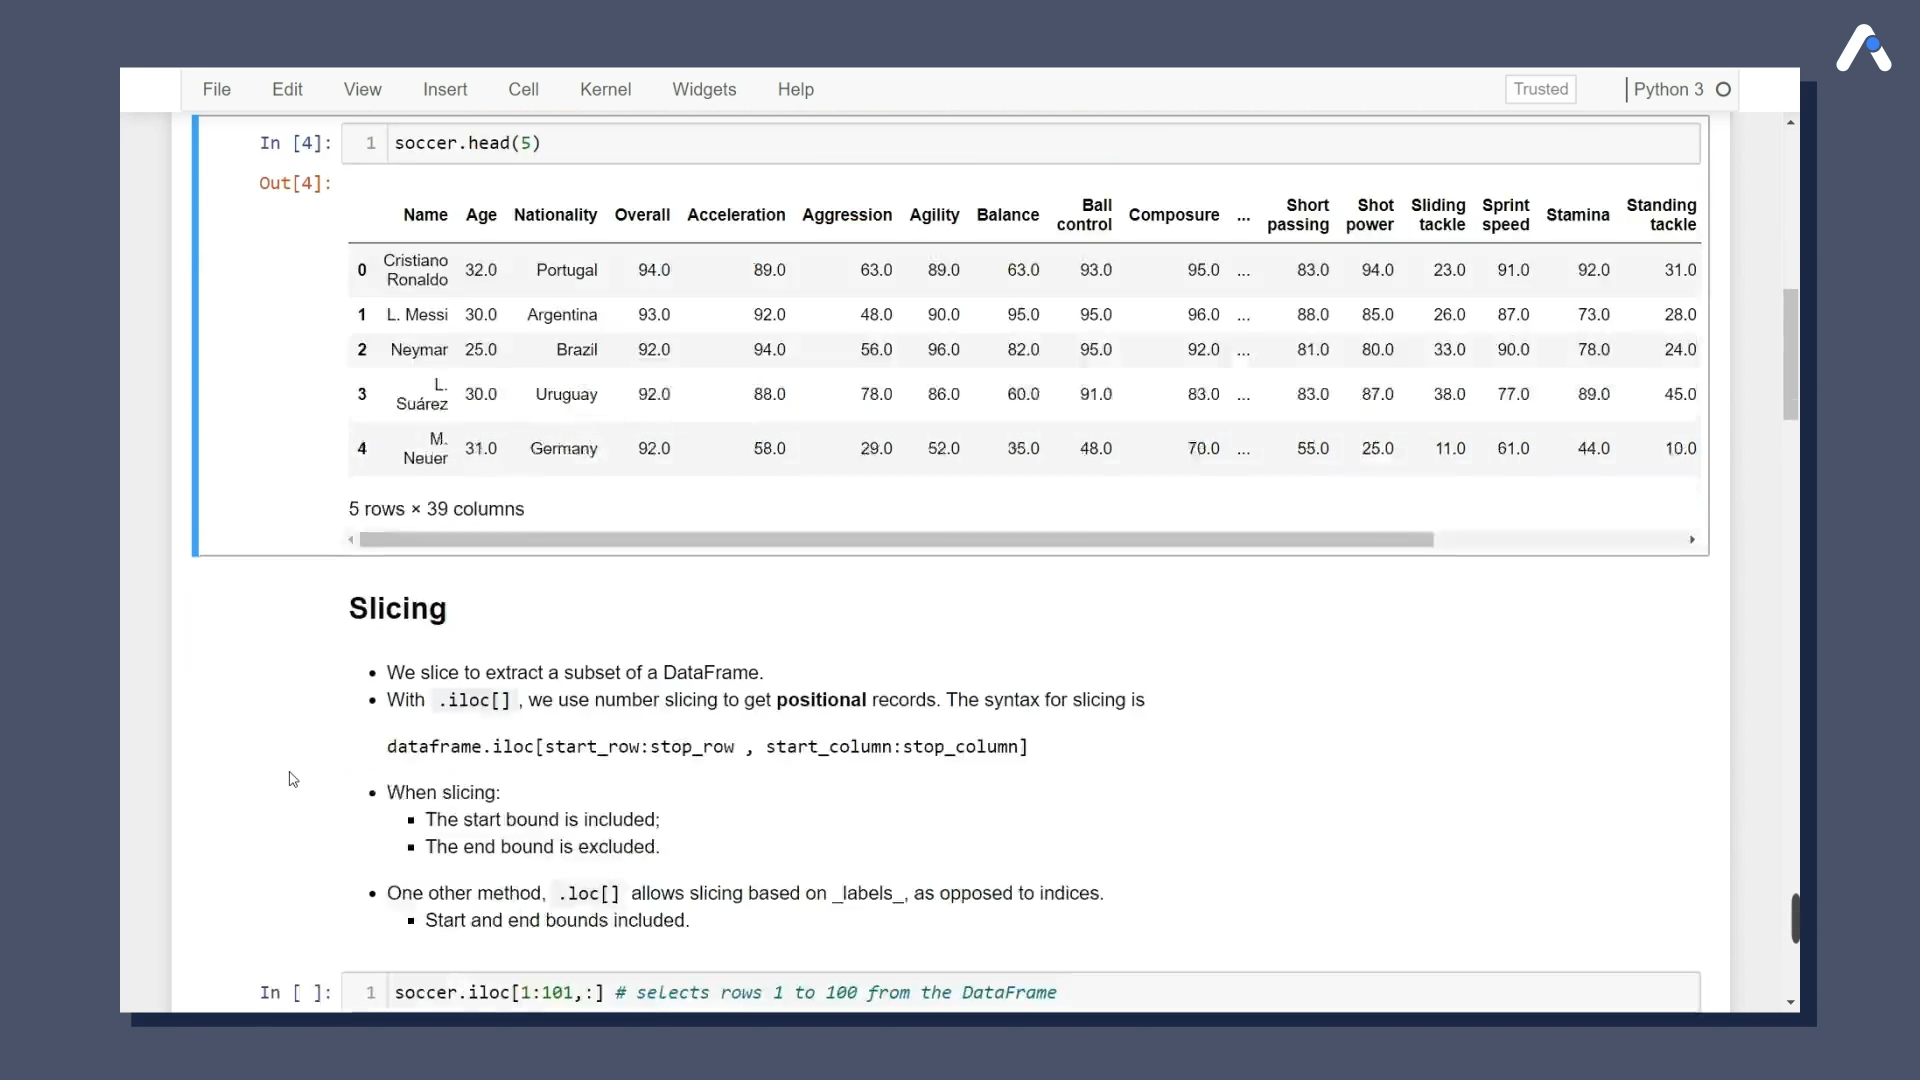 File Edit View Insert Cell Kernel Widgets Help Trusted Python 3
In [4]: 1 soccer.head(5)
Out[4]:
Name Age Nationality Overall Acceleration Aggression Agility Balance Ball control Composure ... Short passing Shot power Sliding tackle Sprint speed Stamina Standing tackle
0 Cristiano Ronaldo 32.0 Portugal 94.0 89.0 63.0 89.0 63.0 93.0 95.0 ... 83.0 94.0 23.0 91.0 92.0 31.0
1 L. Messi 30.0 Argentina 93.0 92.0 48.0 90.0 95.0 95.0 96.0 ... 88.0 85.0 26.0 87.0 73.0 28.0
2 Neymar 25.0 Brazil 92.0 94.0 56.0 96.0 82.0 95.0 92.0 ... 81.0 80.0 33.0 90.0 78.0 24.0
3 L. Suárez 30.0 Uruguay 92.0 88.0 78.0 86.0 60.0 91.0 83.0 ... 83.0 87.0 38.0 77.0 89.0 45.0
4 M. Neuer 31.0 Germany 92.0 58.0 29.0 52.0 35.0 48.0 70.0 ... 55.0 25.0 11.0 61.0 44.0 10.0
5 rows × 39 columns
Slicing
• We slice to extract a subset of a DataFrame.
• With .iloc[] , we use number slicing to get positional records. The syntax for slicing is
dataframe.iloc[start_row:stop_row , start_column:stop_column]
• When slicing:
▪ The start bound is included;
▪ The end bound is excluded.
• One other method, .loc[] allows slicing based on _labels_, as opposed to indices.
▪ Start and end bounds included.
In [ ]: 1 soccer.iloc[1:101,:] # selects rows 1 to 100 from the DataFrame